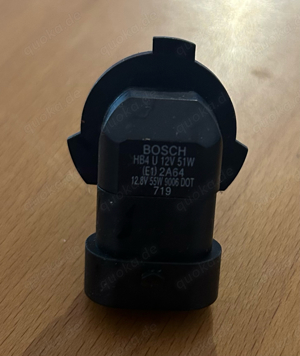 BOSCH
HB4 U 12V 51W
(E1) 2A64
12.8V 55W 9006 DOT
719